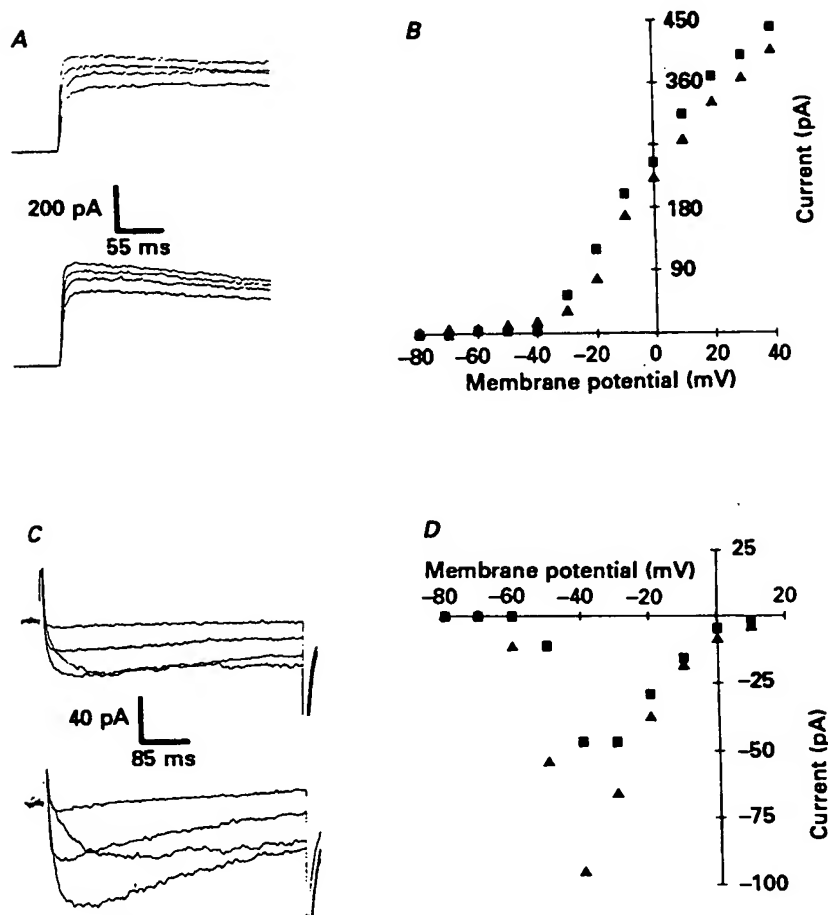 A
200 pA
55 ms
B
450
360
180
90
Current (pA)
−80 −60 −40 −20 0 20 40
Membrane potential (mV)
C
40 pA
85 ms
D
25
Membrane potential (mV)
−80 −60 −40 −20 20
−25
−50
−75
−100
Current (pA)